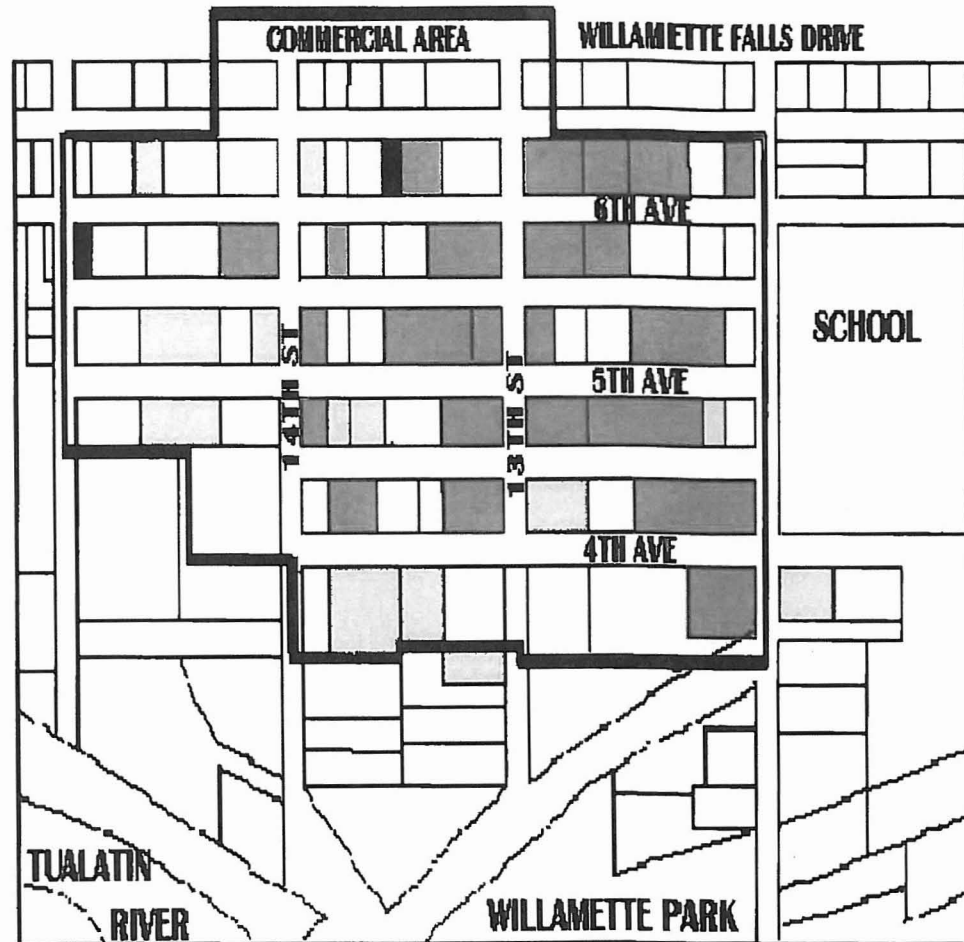 COMMERCIAL AREA
WILLAMETTE FALLS DRIVE
6TH AVE
SCHOOL
14TH ST
13TH ST
5TH AVE
4TH AVE
TUALATIN
RIVER
WILLAMETTE PARK